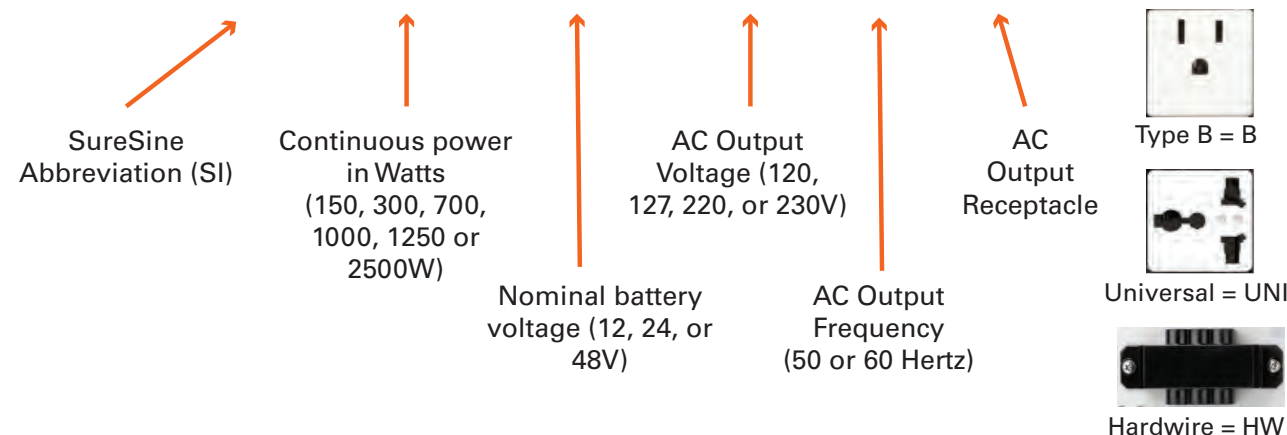 SureSine
Abbreviation (SI)
Continuous power
in Watts
(150, 300, 700,
1000, 1250 or
2500W)
Nominal battery
voltage (12, 24, or
48V)
AC Output
Voltage (120,
127, 220, or 230V)
AC Output
Frequency
(50 or 60 Hertz)
AC
Output
Receptacle
Type B = B
Universal = UNI
Hardwire = HW